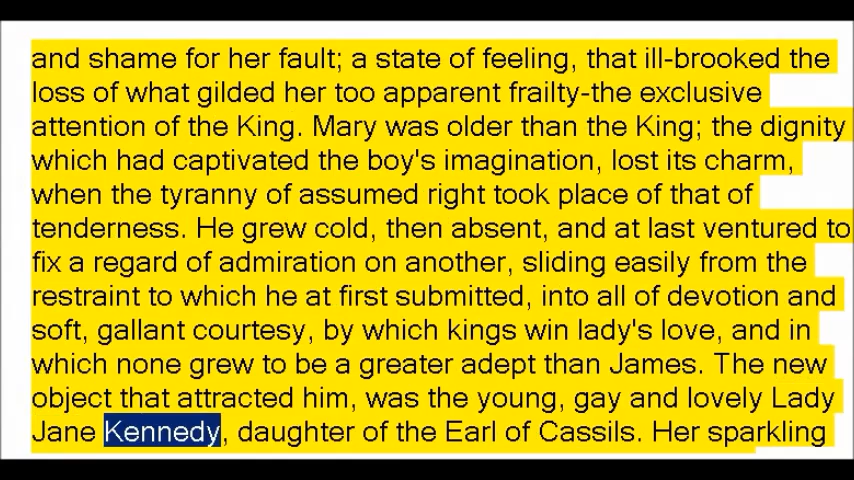 and shame for her fault; a state of feeling, that ill-brooked the
loss of what gilded her too apparent frailty-the exclusive
attention of the King. Mary was older than the King; the dignity
which had captivated the boy's imagination, lost its charm,
when the tyranny of assumed right took place of that of
tenderness. He grew cold, then absent, and at last ventured to
fix a regard of admiration on another, sliding easily from the
restraint to which he at first submitted, into all of devotion and
soft, gallant courtesy, by which kings win lady's love, and in
which none grew to be a greater adept than James. The new
object that attracted him, was the young, gay and lovely Lady
Jane Kennedy, daughter of the Earl of Cassils. Her sparkling